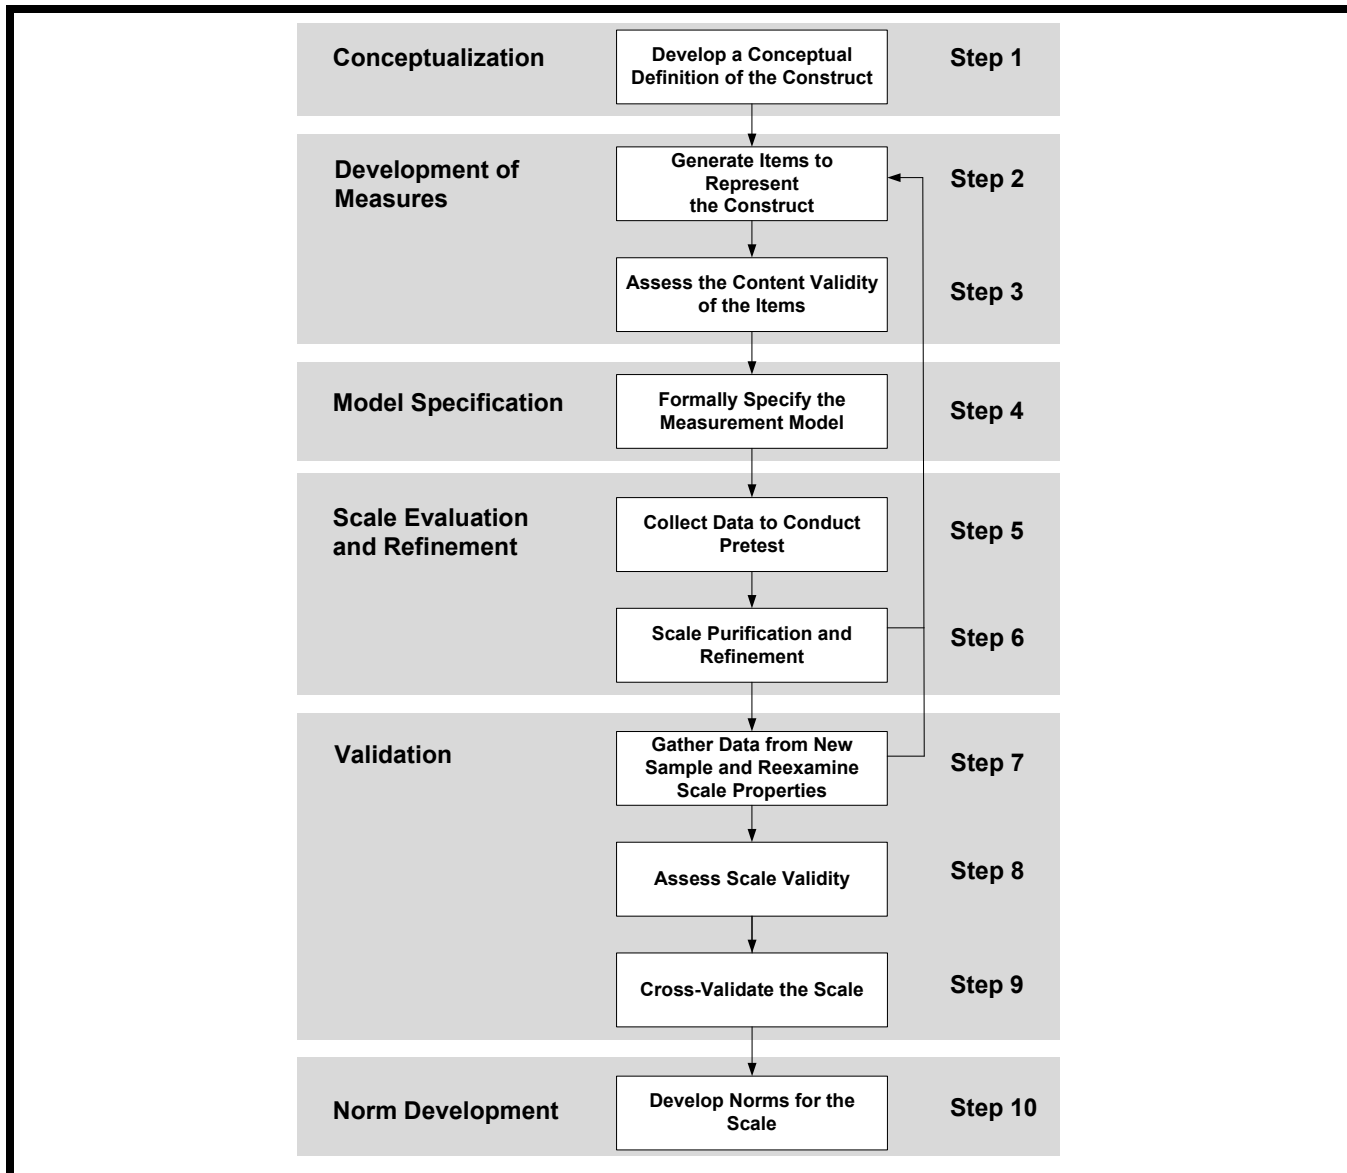 Conceptualization
Develop a Conceptual
Definition of the Construct
Step 1
Development of
Measures
Generate Items to
Represent
the Construct
Step 2
Assess the Content Validity
of the Items
Step 3
Model Specification
Formally Specify the
Measurement Model
Step 4
Scale Evaluation
and Refinement
Collect Data to Conduct
Pretest
Step 5
Scale Purification and
Refinement
Step 6
Validation
Gather Data from New
Sample and Reexamine
Scale Properties
Step 7
Assess Scale Validity
Step 8
Cross-Validate the Scale
Step 9
Norm Development
Develop Norms for the
Scale
Step 10